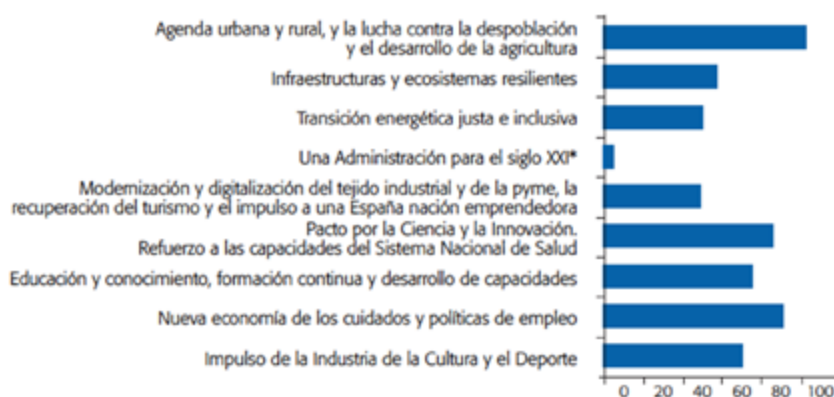 Agenda urbana y rural, y la lucha contra la despoblación
y el desarrollo de la agricultura
Infraestructuras y ecosistemas resilientes
Transición energética justa e inclusiva
Una Administración para el siglo XXI*
Modernización y digitalización del tejido industrial y de la pyme, la
recuperación del turismo y el impulso a una España nación emprendedora
Pacto por la Ciencia y la Innovación.
Refuerzo a las capacidades del Sistema Nacional de Salud
Educación y conocimiento, formación continua y desarrollo de capacidades
Nueva economía de los cuidados y políticas de empleo
Impulso de la Industria de la Cultura y el Deporte
0 20 40 60 80 100